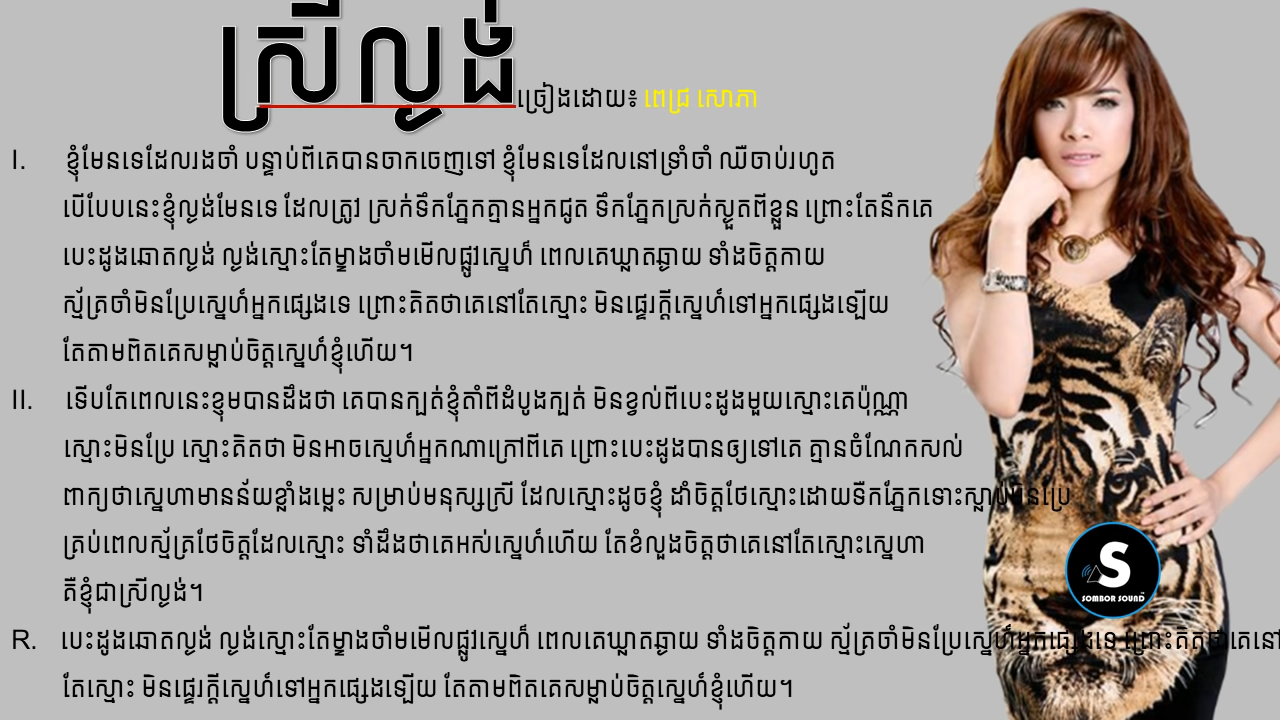 ស្រីល្ងង់
ច្រៀងដោយ៖ ពេជ្រ សោភា
I. ខ្ញុំមែនទេដែលរងចាំ បន្ទាប់ពីគេបានចាកចេញទៅ ខ្ញុំមែនទេដែលនៅទ្រាំចាំ ឈឺចាប់រហូត
បើបែបនេះខ្ញុំល្ងង់មែនទេ ដែលត្រូវ ស្រក់ទឹកភ្នែកគ្មានអ្នកជូត ទឹកភ្នែកស្រក់ស្ងួតពីខ្លួន ព្រោះតែនឹកគេ
បេះដូងឆោតល្ងង់ ល្ងង់ស្មោះតែម្ខាងចាំមមើលផ្លូវស្នេហ៍ ពេលគេឃ្លាតឆ្ងាយ ទាំងចិត្តកាយ
ស្ម័គ្រចាំមិនប្រែស្នេហ៍អ្នកផ្សេងទេ ព្រោះគិតថាគេនៅតែស្មោះ មិនផ្ទេរក្តីស្នេហ៍ទៅអ្នកផ្សេងឡើយ
តែតាមពិតគេសម្លាប់ចិត្តស្នេហ៍ខ្ញុំហើយ។
II. ទើបតែពេលនេះខ្ញុមបានដឹងថា គេបានក្បត់ខ្ញុំតាំពីដំបូងក្បត់ មិនខ្វល់ពីបេះដូងមួយស្មោះគេប៉ុណ្ណា
ស្មោះមិនប្រែ ស្មោះគិតថា មិនអាចស្មេហ៍អ្នកណាក្រៅពីគេ ព្រោះបេះដូងបានឲ្យទៅគេ គ្មានចំណែកសល់
ពាក្យថាស្នេហាមានន័យខ្លាំងម្លេះ សម្រាប់មនុស្សស្រី ដែលស្មោះដូចខ្ញុំ ដាំចិត្តថែស្មោះដោយទឹកភ្នែកទោះស្លាប់មិនប្រែ
គ្រប់ពេលស្ម័គ្រថែចិត្តដែលស្មោះ ទាំដឹងថាគេអស់ស្នេហ៍ហើយ តែខំលួងចិត្តថាគេនៅតែស្មោះស្នេហា
គឺខ្ញុំជាស្រីល្ងង់។
R. បេះដូងឆោតល្ងង់ ល្ងង់ស្មោះតែម្ខាងចាំមមើលផ្លូវស្នេហ៍ ពេលគេឃ្លាតឆ្ងាយ ទាំងចិត្តកាយ ស្ម័គ្រចាំមិនប្រែស្នេហ៍អ្នកផ្សេងទេ ព្រោះគិតថាគេនៅ
តែស្មោះ មិនផ្ទេរក្តីស្នេហ៍ទៅអ្នកផ្សេងឡើយ តែតាមពិតគេសម្លាប់ចិត្តស្នេហ៍ខ្ញុំហើយ។
S
SOMBOR SOUND